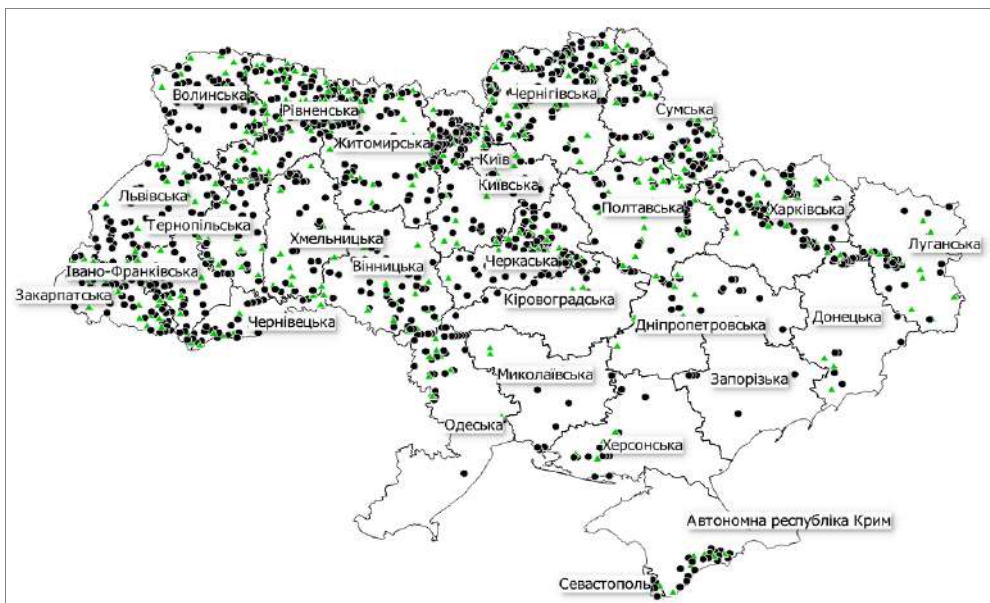 Волинська
Рівненська
Чернігівська
Сумська
Житомирська
Київ
Київська
Львівська
Тернопільська
Хмельницька
Полтавська
Харківська
Луганська
Івано-Франківська
Вінницька
Черкаська
Закарпатська
Кіровоградська
Чернівецька
Дніпропетровська
Донецька
Миколаївська
Запорізька
Одеська
Херсонська
Автономна республіка Крим
Севастополь